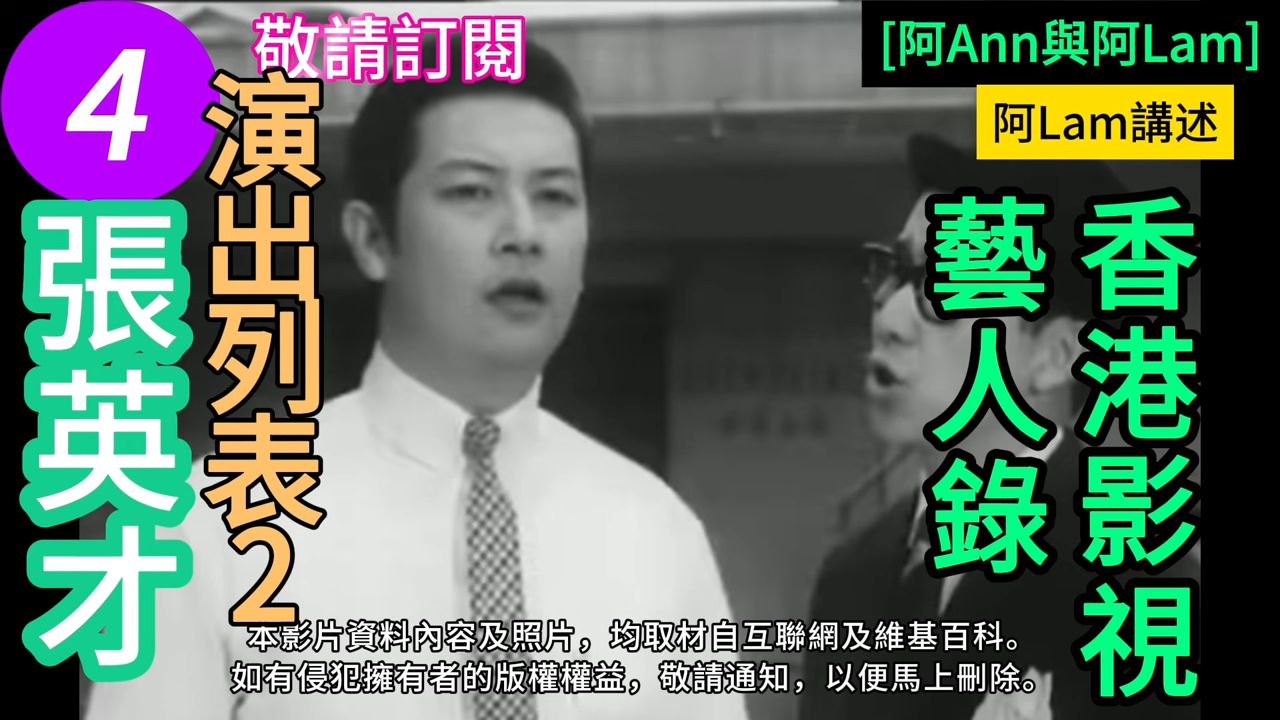 4
敬請訂閱
[阿Ann與阿Lam]
阿Lam講述
張英才
演出列表2
香港影視
藝人錄
本影片資料內容及照片，均取材自互聯網及維基百科。
如有侵犯擁有者的版權權益，敬請通知，以便馬上刪除。